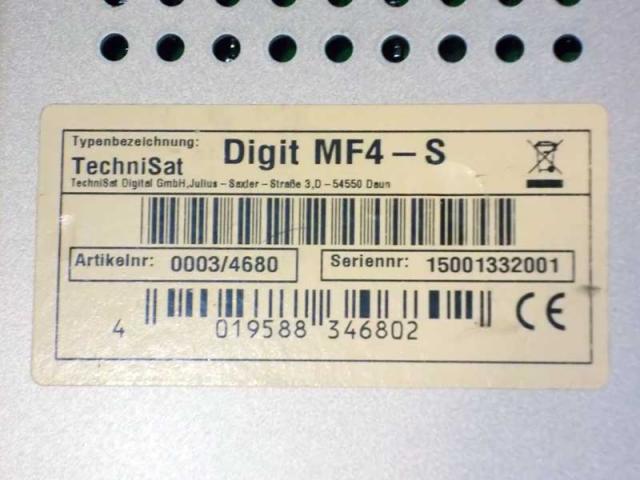 Typenbezeichnung: Digit MF4 – S
TechniSat
TechniSat Digital GmbH,Julius – Saxler – Straße 3,D – 54550 Daun
Artikelnr: 0003/4680 Seriennr: 15001332001
4 019588 346802
CE